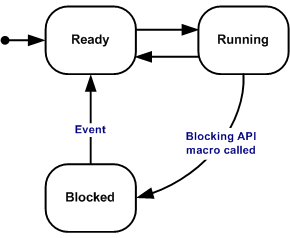 Ready
Running
Event
Blocking API
macro called
Blocked